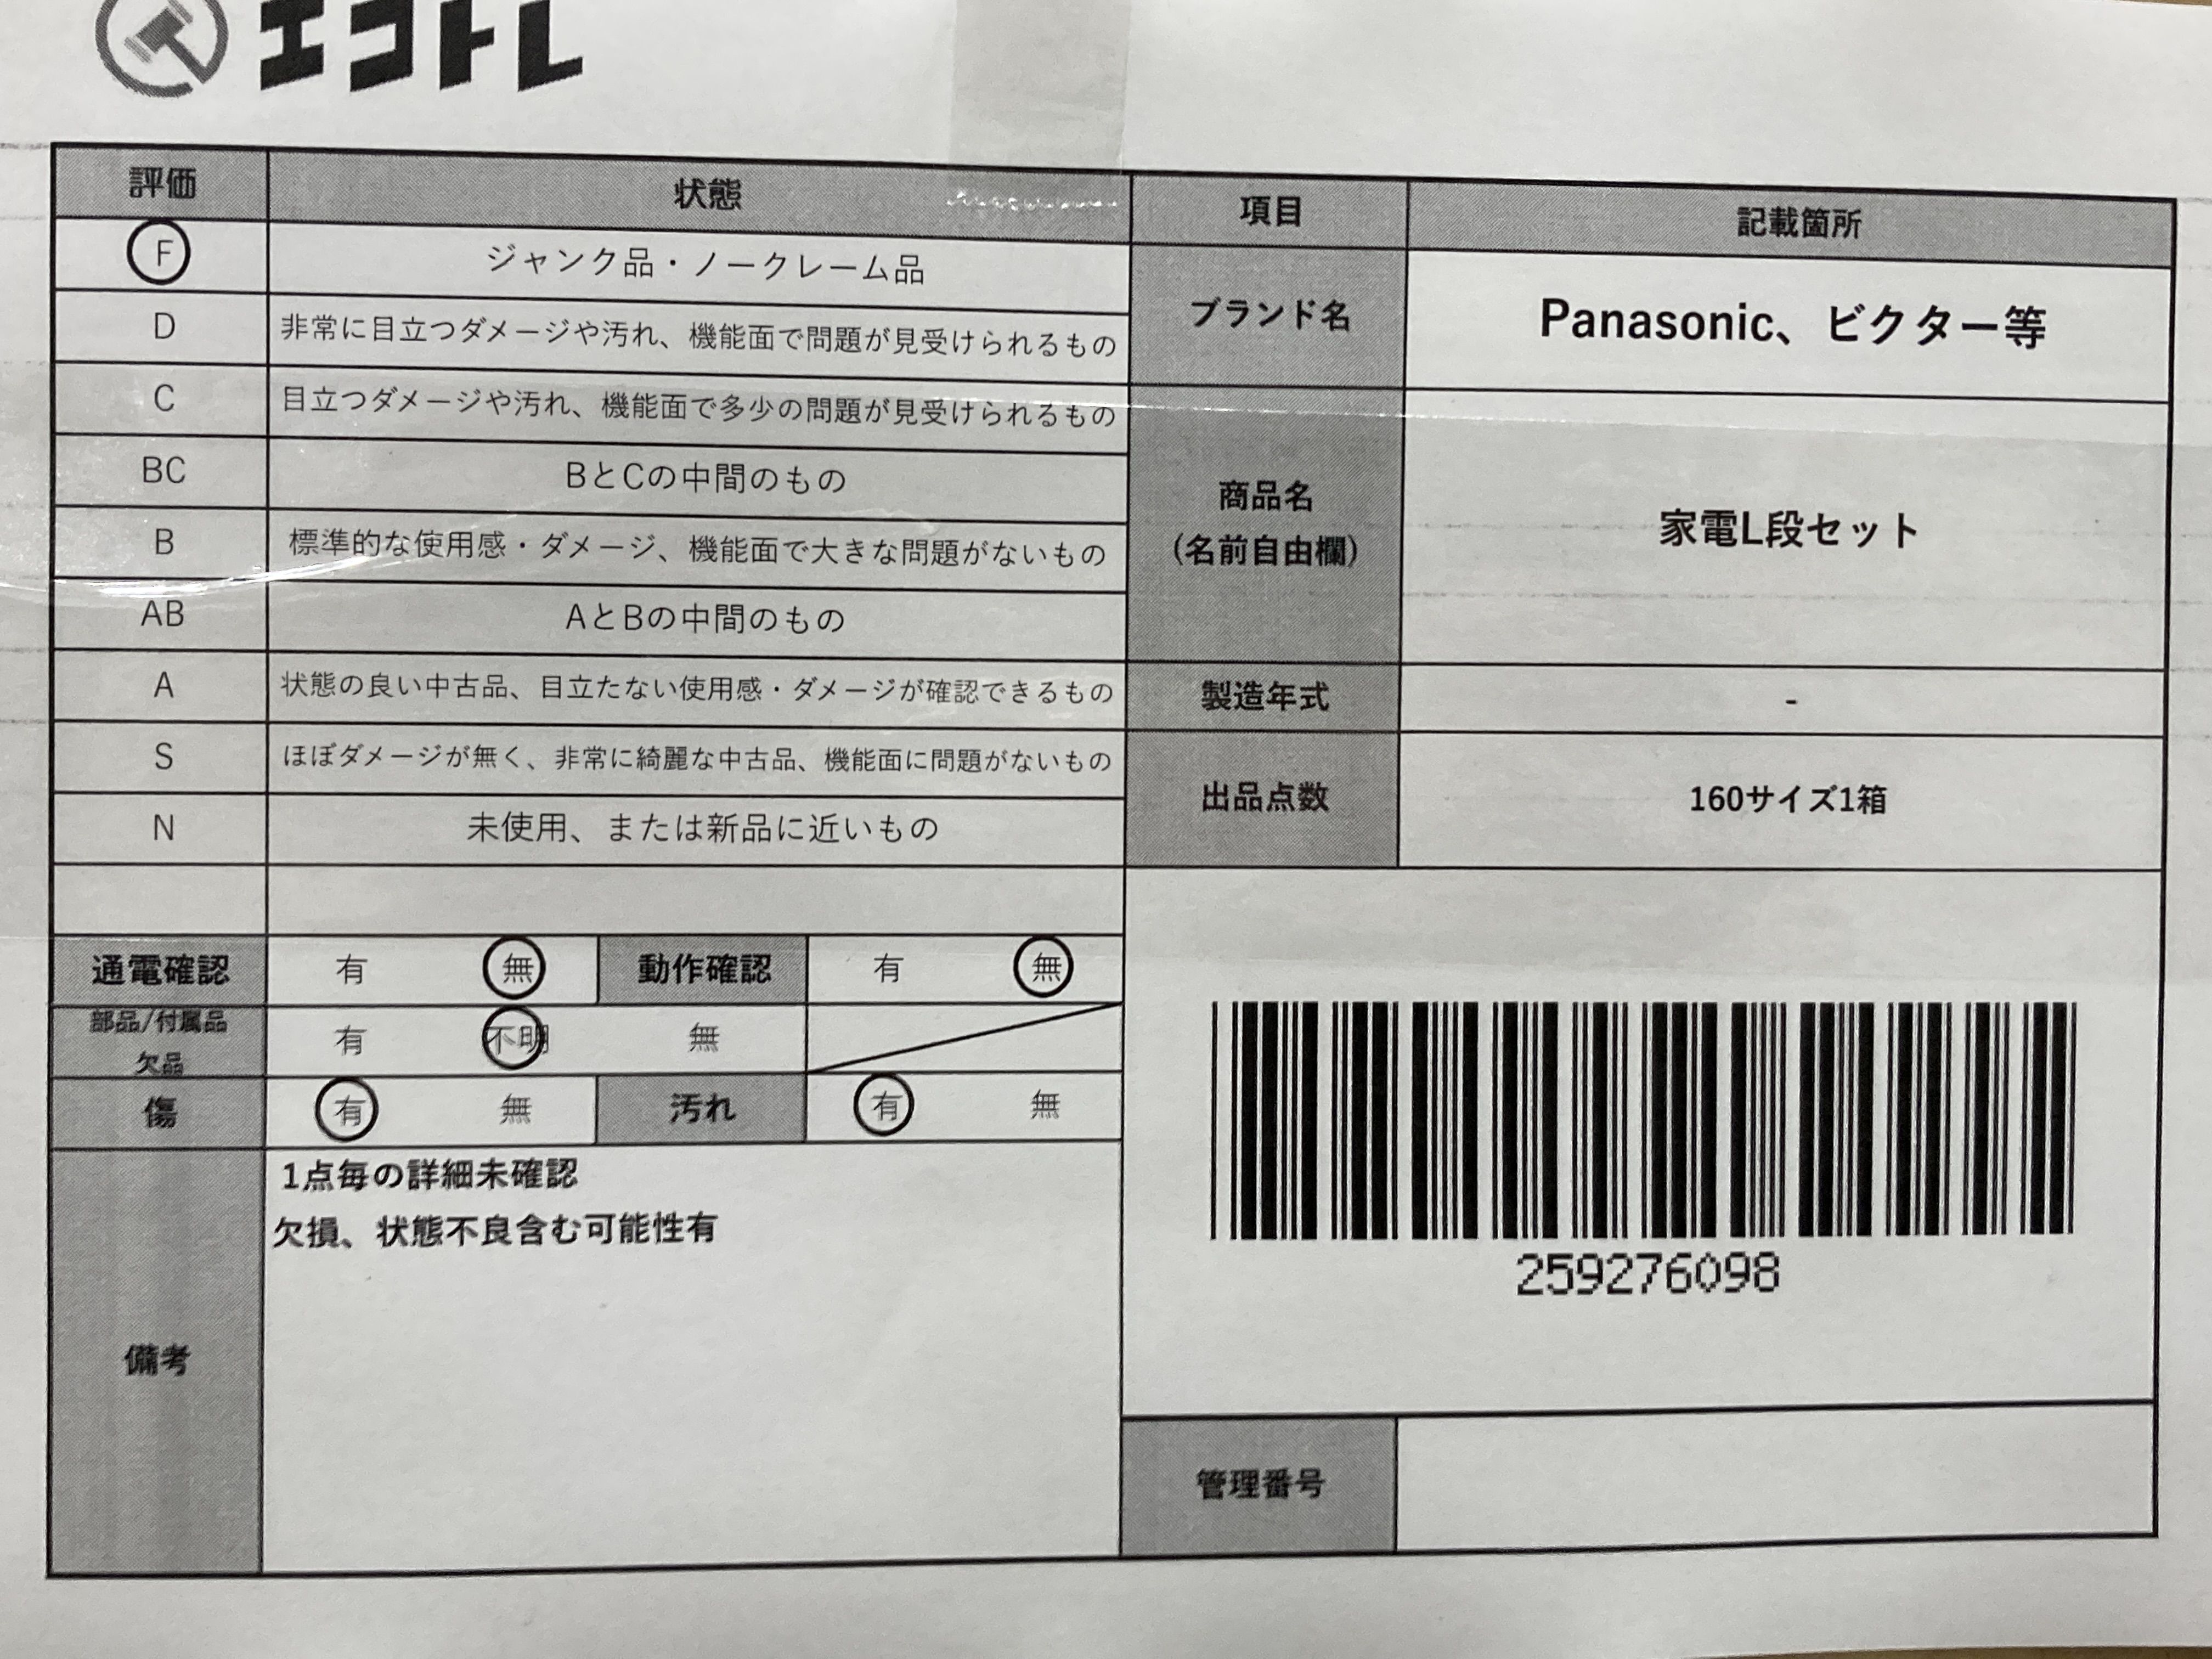 エコトレ
評価 状態
F ジャンク品・ノークレーム品
D 非常に目立つダメージや汚れ、機能面で問題が見受けられるもの
C 目立つダメージや汚れ、機能面で多少の問題が見受けられるもの
BC BとCの中間のもの
B 標準的な使用感・ダメージ、機能面で大きな問題がないもの
AB AとBの中間のもの
A 状態の良い中古品、目立たない使用感・ダメージが確認できるもの
S ほぼダメージが無く、非常に綺麗な中古品、機能面に問題がないもの
N 未使用、または新品に近いもの
通電確認 有 無 動作確認 有 無
部品/付属品
欠品 有 不明 無
傷 有 無 汚れ 有 無
備考
1点毎の詳細未確認
欠損、状態不良含む可能性有
項目 記載箇所
ブランド名 Panasonic、ビクター等
商品名
(名前自由欄)
家電L段セット
製造年式 -
出品点数 160サイズ1箱
259276098
管理番号